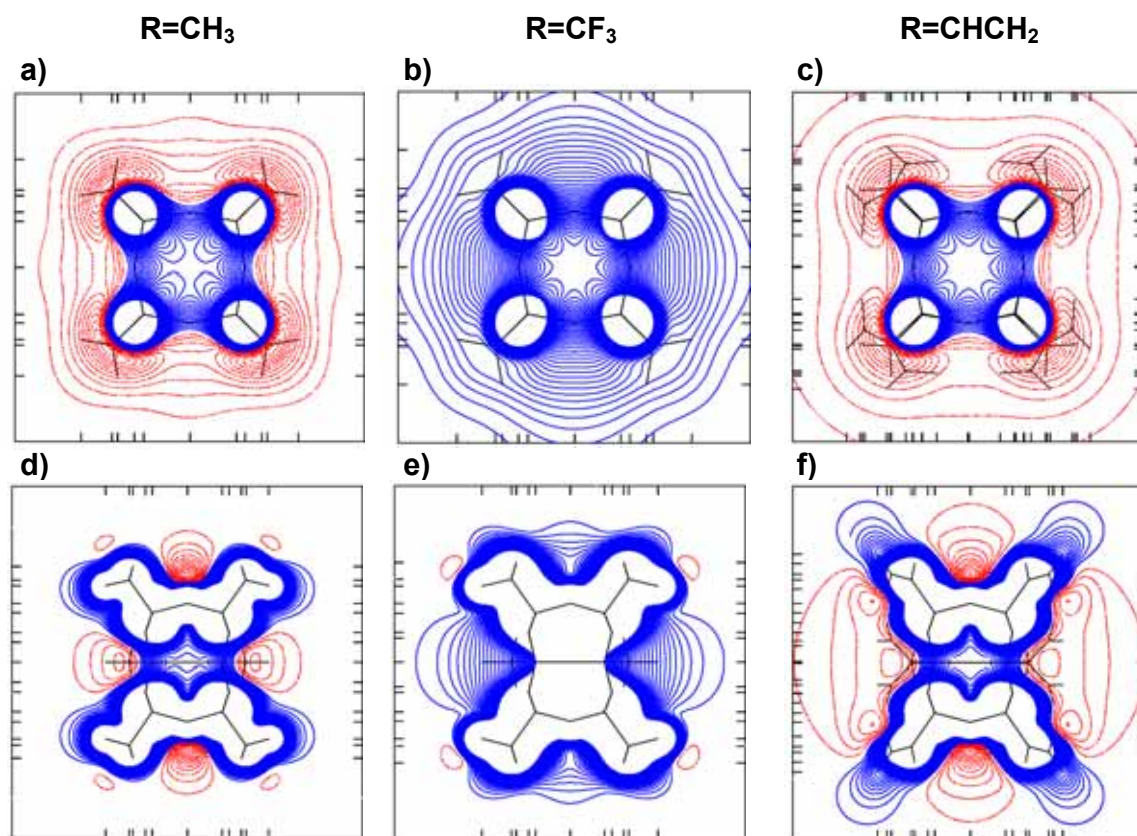 R=CH₃ R=CF₃ R=CHCH₂
a) b) c)
d) e) f)